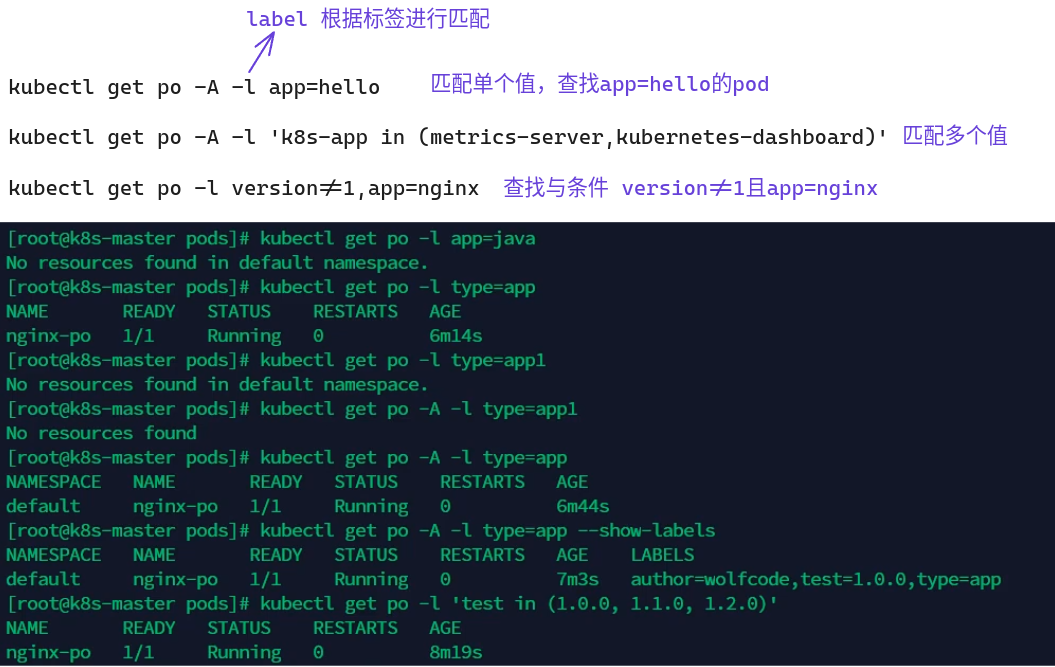 label 根据标签进行匹配
kubectl get po -A -l app=hello 匹配单个值，查找app=hello的pod
kubectl get po -A -l 'k8s-app in (metrics-server,kubernetes-dashboard)' 匹配多个值
kubectl get po -l version!=1,app=nginx 查找与条件 version!=1且app=nginx
[root@k8s-master pods]# kubectl get po -l app=java
No resources found in default namespace.
[root@k8s-master pods]# kubectl get po -l type=app
NAME READY STATUS RESTARTS AGE
nginx-po 1/1 Running 0 6m14s
[root@k8s-master pods]# kubectl get po -l type=app1
No resources found in default namespace.
[root@k8s-master pods]# kubectl get po -A -l type=app1
No resources found
[root@k8s-master pods]# kubectl get po -A -l type=app
NAMESPACE NAME READY STATUS RESTARTS AGE
default nginx-po 1/1 Running 0 6m44s
[root@k8s-master pods]# kubectl get po -A -l type=app --show-labels
NAMESPACE NAME READY STATUS RESTARTS AGE LABELS
default nginx-po 1/1 Running 0 7m3s author=wolfcode,test=1.0.0,type=app
[root@k8s-master pods]# kubectl get po -l 'test in (1.0.0, 1.1.0, 1.2.0)'
NAME READY STATUS RESTARTS AGE
nginx-po 1/1 Running 0 8m19s